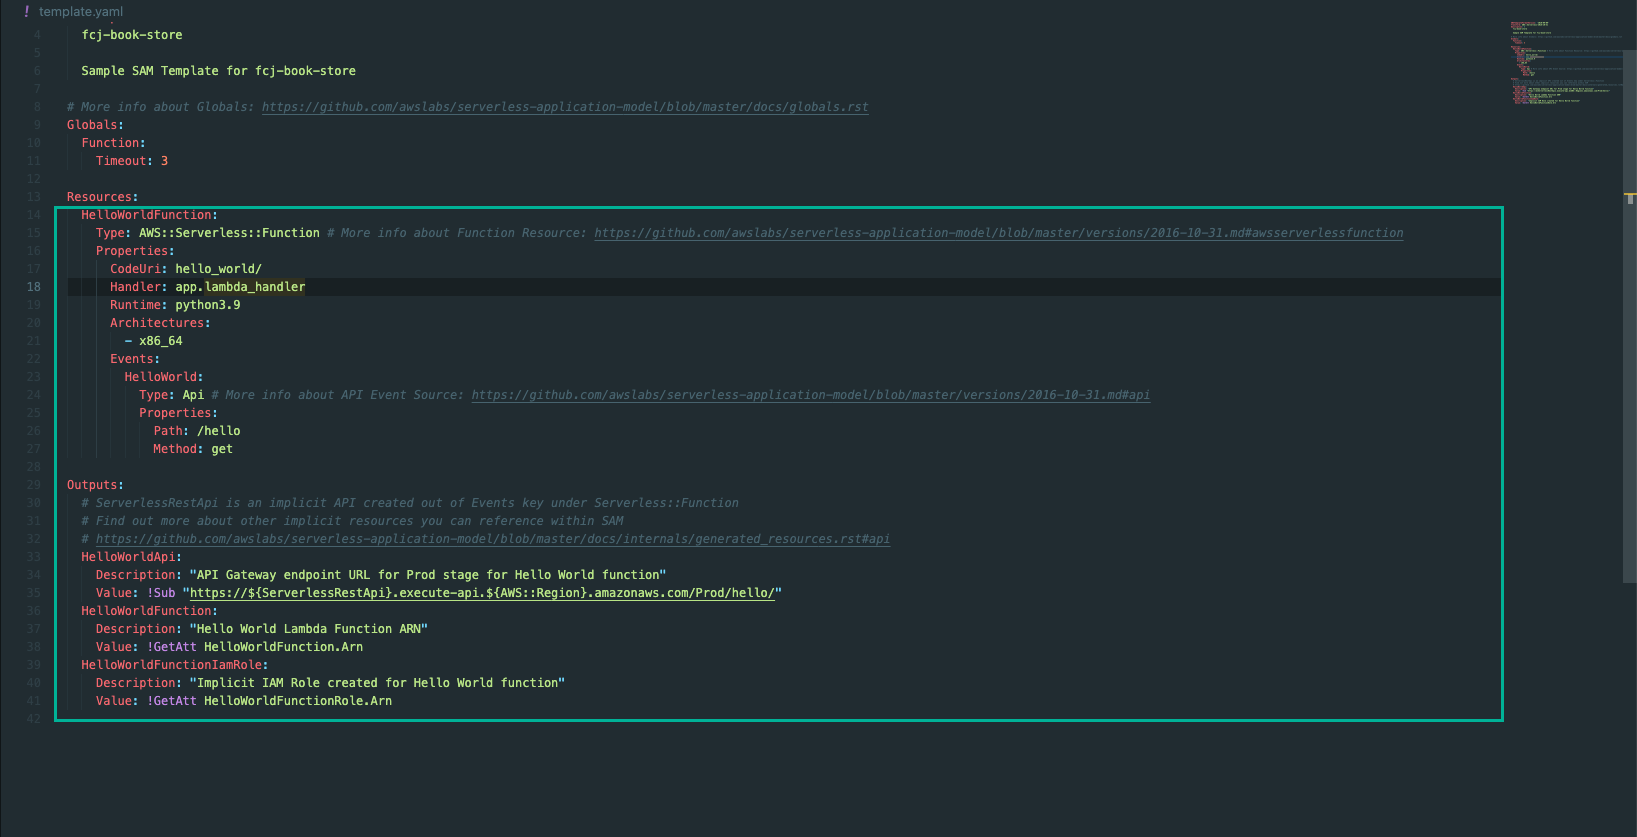 ! template.yaml
4 fcj-book-store
5
6 Sample SAM Template for fcj-book-store
7
8 # More info about Globals: https://github.com/awslabs/serverless-application-model/blob/master/docs/globals.rst
9 Globals:
10 Function:
11 Timeout: 3
12
13 Resources:
14 HelloWorldFunction:
15 Type: AWS::Serverless::Function # More info about Function Resource: https://github.com/awslabs/serverless-application-model/blob/master/versions/2016-10-31.md#awsserverlessfunction
16 Properties:
17 CodeUri: hello_world/
18 Handler: app.lambda_handler
19 Runtime: python3.9
20 Architectures:
21 - x86_64
22 Events:
23 HelloWorld:
24 Type: Api # More info about API Event Source: https://github.com/awslabs/serverless-application-model/blob/master/versions/2016-10-31.md#api
25 Properties:
26 Path: /hello
27 Method: get
28
29 Outputs:
30 # ServerlessRestApi is an implicit API created out of Events key under Serverless::Function
31 # Find out more about other implicit resources you can reference within SAM
32 # https://github.com/awslabs/serverless-application-model/blob/master/docs/internals/generated_resources.rst#api
33 HelloWorldApi:
34 Description: "API Gateway endpoint URL for Prod stage for Hello World function"
35 Value: !Sub "https://${ServerlessRestApi}.execute-api.${AWS::Region}.amazonaws.com/Prod/hello/"
36 HelloWorldFunction:
37 Description: "Hello World Lambda Function ARN"
38 Value: !GetAtt HelloWorldFunction.Arn
39 HelloWorldFunctionIamRole:
40 Description: "Implicit IAM Role created for Hello World function"
41 Value: !GetAtt HelloWorldFunctionRole.Arn
42